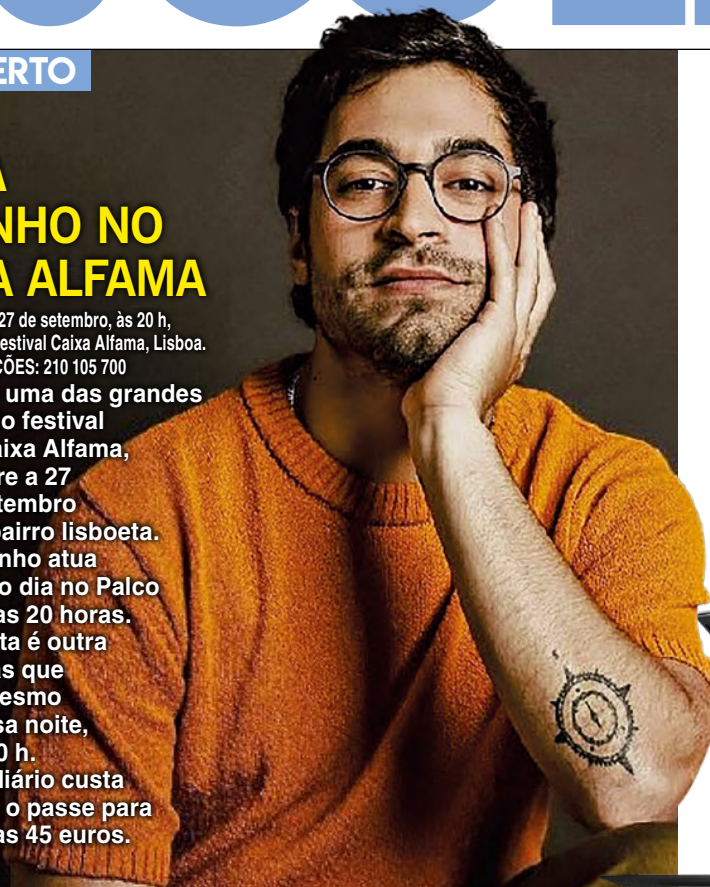 ERTO
A
NHO NO
A ALFAMA
27 de setembro, às 20 h,
estival Caixa Alfama, Lisboa.
ÇÕES: 210 105 700
uma das grandes
o festival
aixa Alfama,
re a 27
tembro
bairro lisboeta.
nho atua
o dia no Palco
as 20 horas.
ta é outra
as que
esmo
sa noite,
0 h.
diário custa
o passe para
as 45 euros.